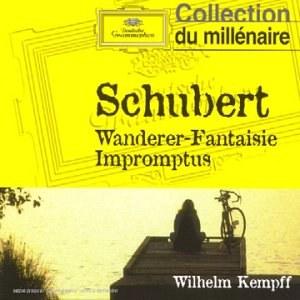 Deutsche
Grammophon
Collection
du millénaire
Schubert
Wanderer-Fantaisie
Impromptus
Wilhelm Kempff